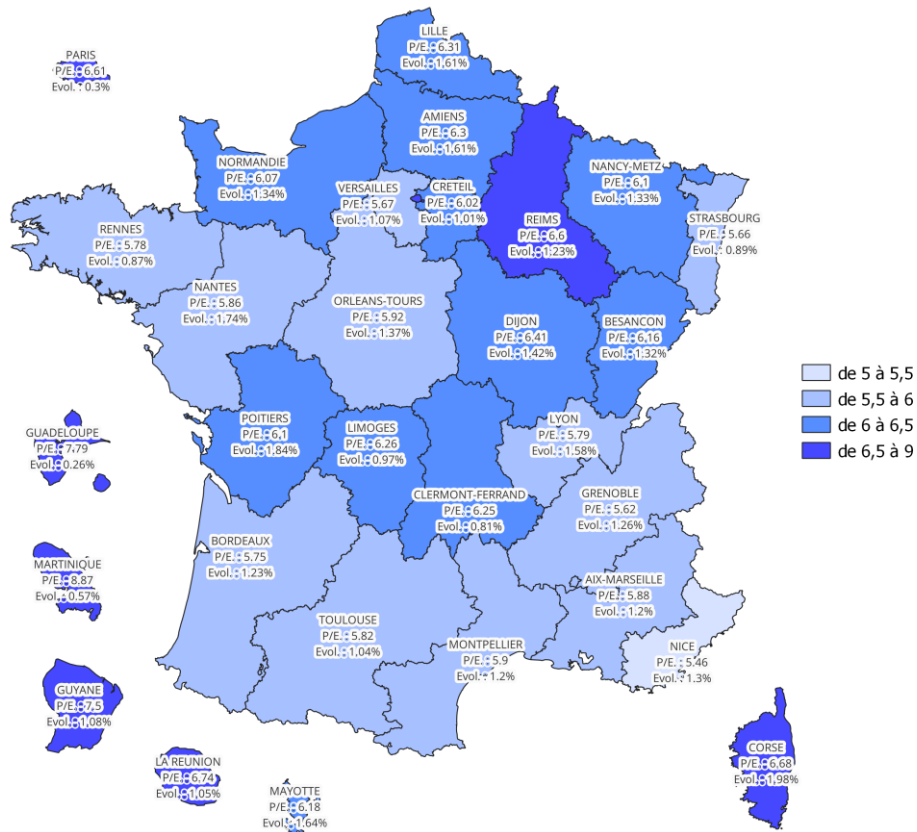 LILLE
P/E. : 6.31
Evol. : 1,61%
PARIS
P/E. : 6,61
Evol. : 0.3%
AMIENS
P/E. : 6.3
Evol. : 1,61%
NORMANDIE
P/E. : 6.07
Evol. : 1.34%
VERSAILLES
P/E. : 5.67
Evol. : 1,07%
CRETEIL
P/E. : 6,02
Evol. : 1,01%
REIMS
P/E. : 6.6
Evol. : 1.23%
NANCY-METZ
P/E. : 6,1
Evol. : 1,33%
STRASBOURG
P/E. : 5.66
Evol. : 0.89%
RENNES
P/E. : 5.78
Evol. : 0.87%
NANTES
P/E. : 5.86
Evol. : 1,74%
ORLEANS-TOURS
P/E. : 5.92
Evol. : 1.37%
DIJON
P/E. : 6,41
Evol. : 1,42%
BESANCON
P/E. : 6,16
Evol. : 1.32%
de 5 à 5,5
de 5,5 à 6
de 6 à 6,5
de 6,5 à 9
POITIERS
P/E. : 6,1
Evol. : 1,84%
LIMOGES
P/E. : 6.26
Evol. : 0.97%
LYON
P/E. : 5.79
Evol. : 1.58%
GUADELOUPE
P/E. : 7,79
Evol. : 0.26%
CLERMONT-FERRAND
P/E. : 6.25
Evol. : 0.81%
GRENOBLE
P/E. : 5.62
Evol. : 1.26%
BORDEAUX
P/E. : 5.75
Evol. : 1.23%
MARTINIQUE
P/E. : 8.87
Evol. : 0.57%
AIX-MARSEILLE
P/E. : 5.88
Evol. : 1.2%
TOULOUSE
P/E. : 5.82
Evol. : 1,04%
MONTPELLIER
P/E. : 5.9
Evol. : 1.2%
NICE
P/E. : 5.46
Evol. : 1.3%
GUYANE
P/E. : 7,5
Evol. : 1,08%
LA REUNION
P/E. : 6,74
Evol. : 1,05%
MAYOTTE
P/E. : 6.18
Evol. : 1.64%
CORSE
P/E. : 6,68
Evol. : 1,98%